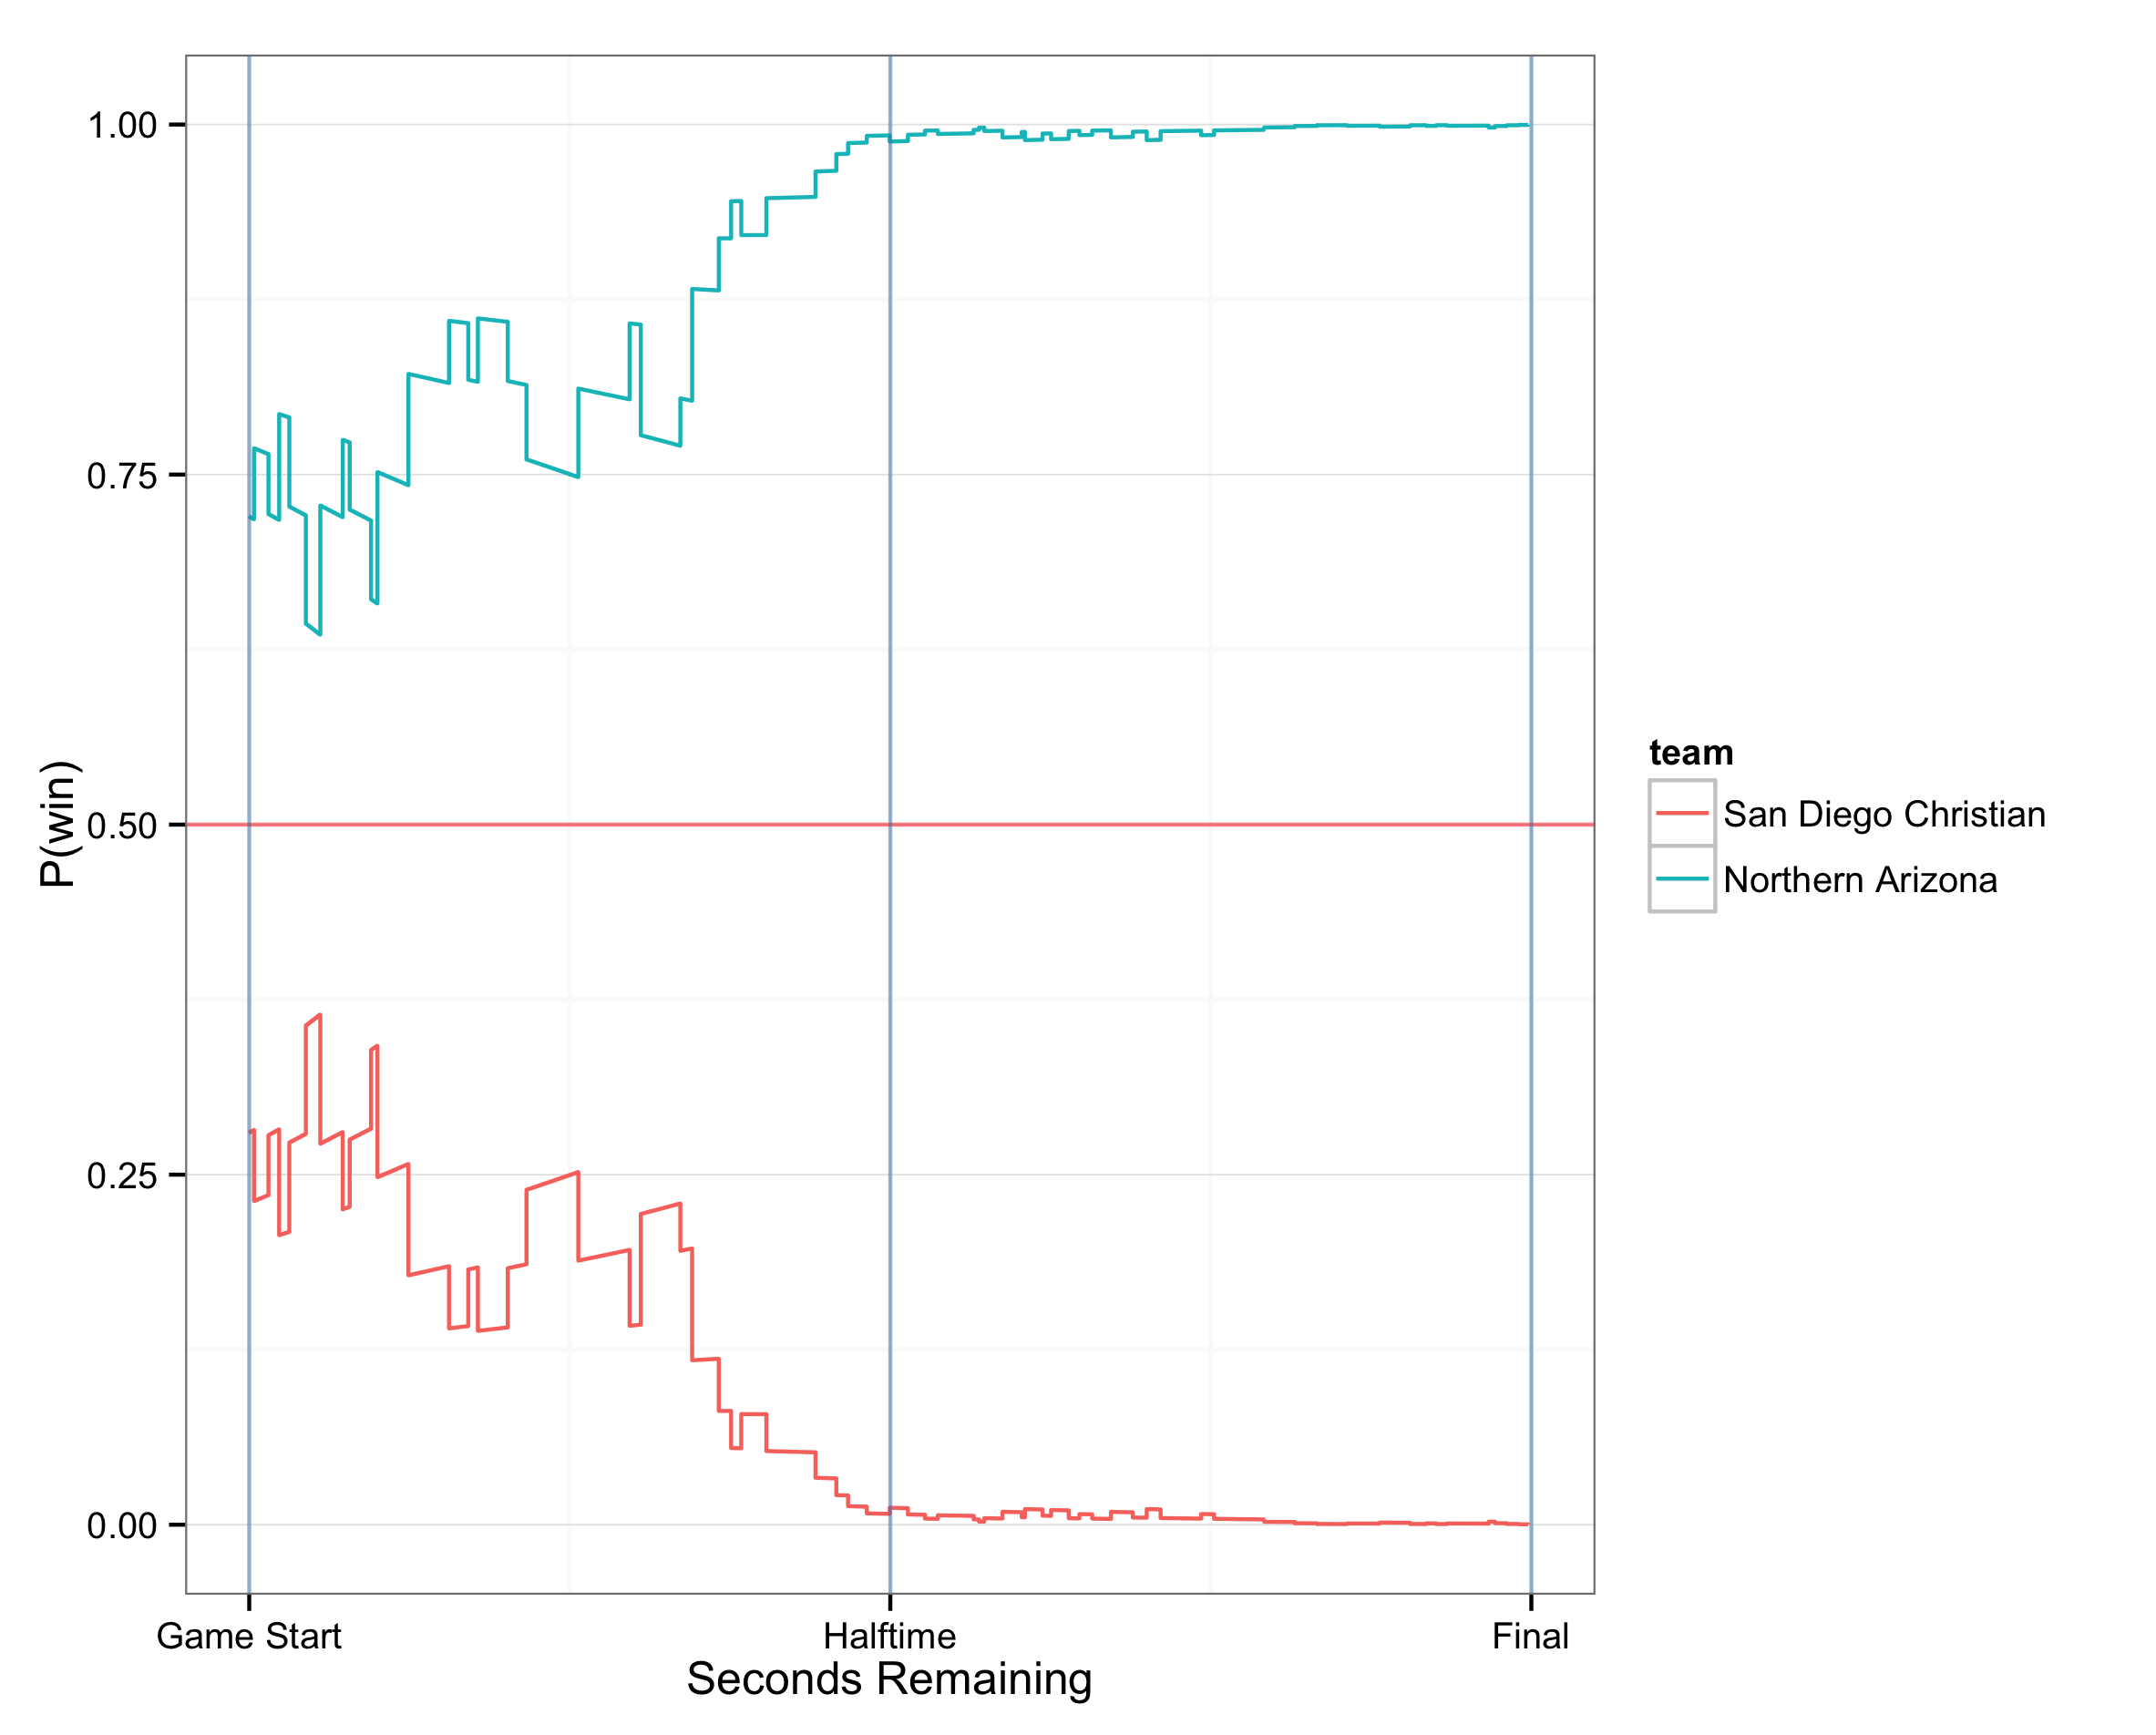 1.00
0.75
0.50
0.25
0.00
P(win)
Game Start
Halftime
Final
Seconds Remaining
team
San Diego Christian
Northern Arizona